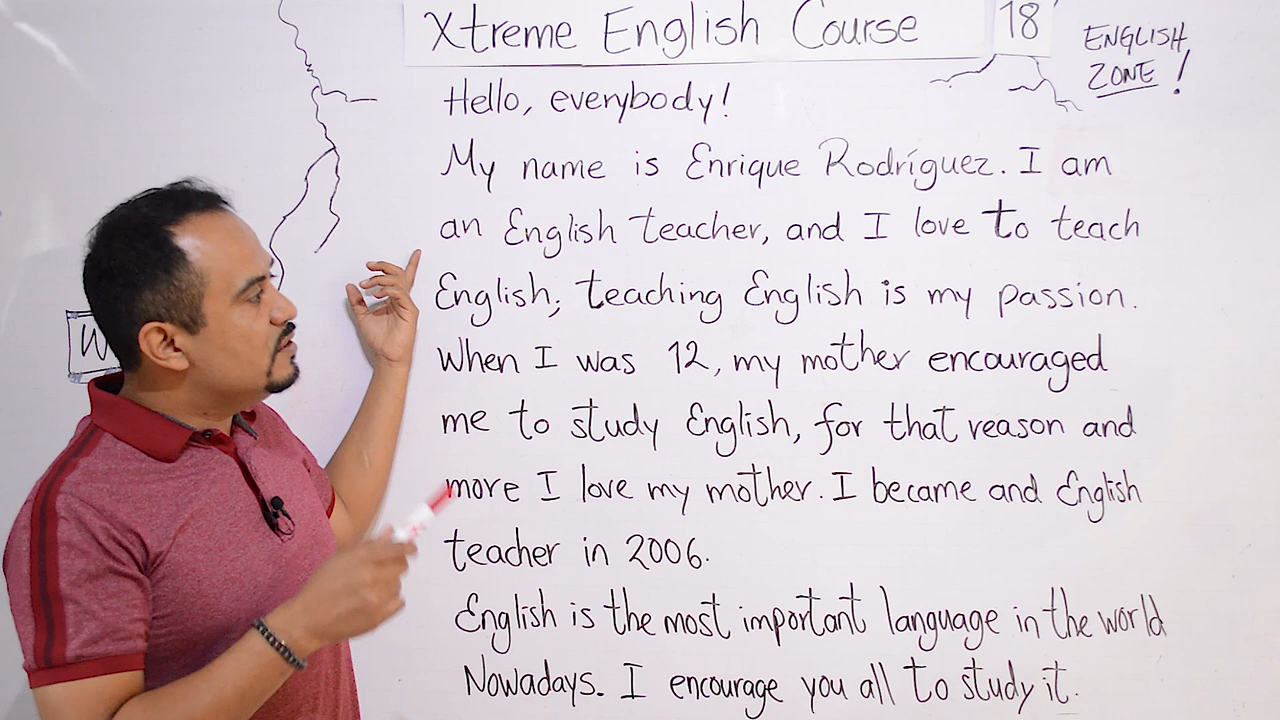 Xtreme English Course 18
ENGLISH
ZONE!
Hello, everybody!
My name is Enrique Rodríguez. I am
an English teacher, and I love to teach
English; teaching English is my passion.
When I was 12, my mother encouraged
me to study English, for that reason and
more I love my mother. I became and English
teacher in 2006.
English is the most important language in the world
Nowadays. I encourage you all to study it.